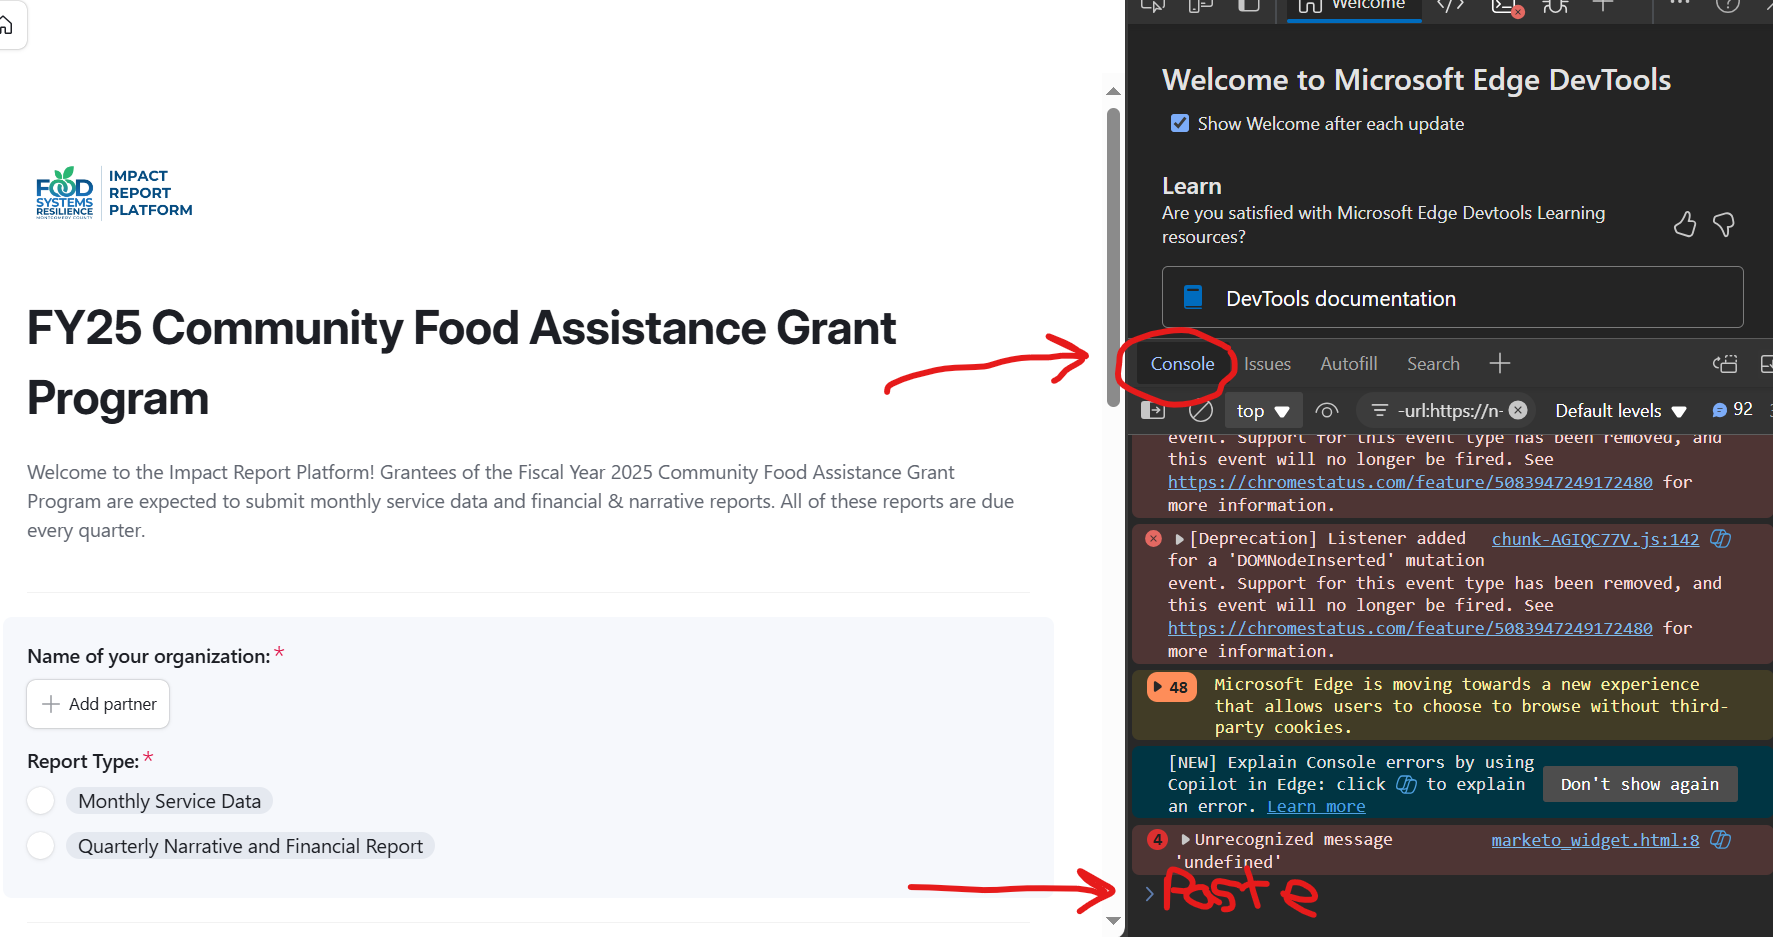 FOOD
SYSTEMS
RESILIENCE
MONTGOMERY COUNTY
IMPACT
REPORT
PLATFORM
FY25 Community Food Assistance Grant
Program
Welcome to the Impact Report Platform! Grantees of the Fiscal Year 2025 Community Food Assistance Grant
Program are expected to submit monthly service data and financial & narrative reports. All of these reports are due
every quarter.
Name of your organization:*
Add partner
Report Type:*
Monthly Service Data
Quarterly Narrative and Financial Report
Welcome
Welcome to Microsoft Edge DevTools
Show Welcome after each update
Learn
Are you satisfied with Microsoft Edge Devtools Learning
resources?
DevTools documentation
Console Issues Autofill Search
top -url:https://n- Default levels 92
event. Support for this event type has been removed, and
this event will no longer be fired. See
https://chromestatus.com/feature/5083947249172480 for
more information.
[Deprecation] Listener added chunk-AGIQC77V.js:142
for a 'DOMNodeInserted' mutation
event. Support for this event type has been removed, and
this event will no longer be fired. See
https://chromestatus.com/feature/5083947249172480 for
more information.
48 Microsoft Edge is moving towards a new experience
that allows users to choose to browse without third-
party cookies.
[NEW] Explain Console errors by using
Copilot in Edge: click to explain
an error. Learn more
Don't show again
4 Unrecognized message marketo_widget.html:8
'undefined'
Paste